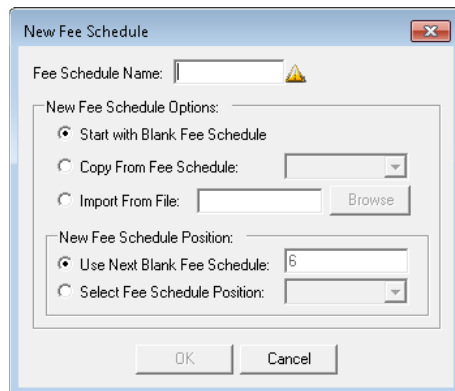 New Fee Schedule
Fee Schedule Name:
New Fee Schedule Options:
Start with Blank Fee Schedule
Copy From Fee Schedule:
Import From File: Browse
New Fee Schedule Position:
Use Next Blank Fee Schedule: 6
Select Fee Schedule Position:
OK Cancel